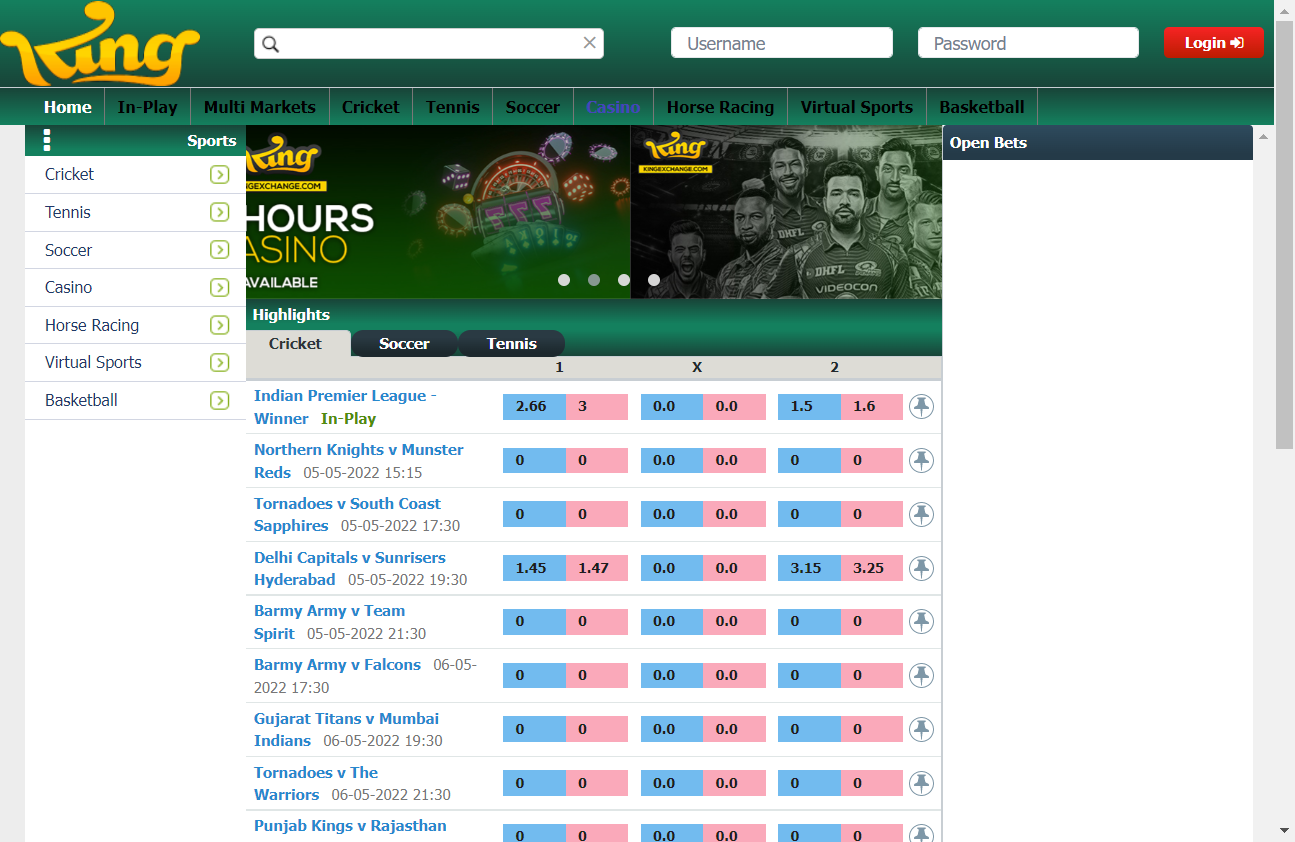 King
Username
Password
Login
Home
In-Play
Multi Markets
Cricket
Tennis
Soccer
Casino
Horse Racing
Virtual Sports
Basketball
Sports
Cricket
Tennis
Soccer
Casino
Horse Racing
Virtual Sports
Basketball
King
NGEXCHANGE.COM
HOURS
ASINO
AVAILABLE
777
King
KINGEXCHANGE.COM
DHFL
DHFL
VIDEOCON
Open Bets
Highlights
Cricket
Soccer
Tennis
1 X 2
Indian Premier League -
Winner In-Play
2.66 3 0.0 0.0 1.5 1.6
Northern Knights v Munster
Reds 05-05-2022 15:15
0 0 0.0 0.0 0 0
Tornadoes v South Coast
Sapphires 05-05-2022 17:30
0 0 0.0 0.0 0 0
Delhi Capitals v Sunrisers
Hyderabad 05-05-2022 19:30
1.45 1.47 0.0 0.0 3.15 3.25
Barmy Army v Team
Spirit 05-05-2022 21:30
0 0 0.0 0.0 0 0
Barmy Army v Falcons 06-05-
2022 17:30
0 0 0.0 0.0 0 0
Gujarat Titans v Mumbai
Indians 06-05-2022 19:30
0 0 0.0 0.0 0 0
Tornadoes v The
Warriors 06-05-2022 21:30
0 0 0.0 0.0 0 0
Punjab Kings v Rajasthan
0 0 0.0 0.0 0 0